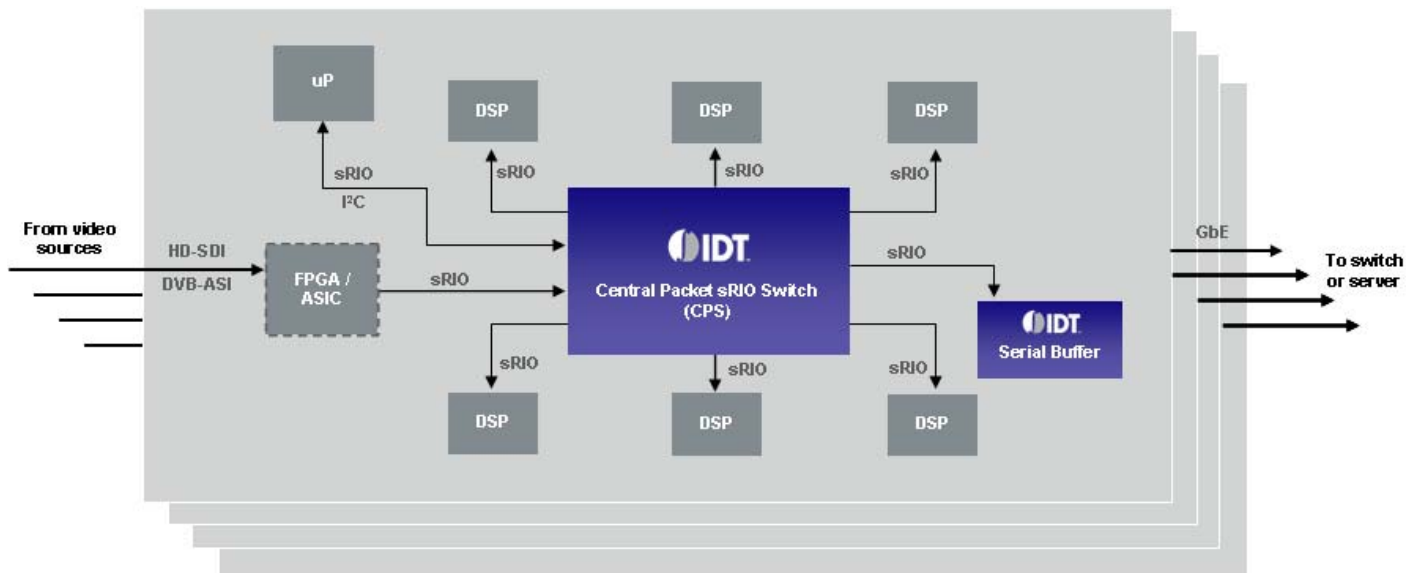 uP
DSP
DSP
DSP
sRIO
I²C
sRIO
sRIO
sRIO
From video
sources
HD-SDI
DVB-ASI
FPGA /
ASIC
sRIO
IDT
Central Packet sRIO Switch
(CPS)
sRIO
IDT
Serial Buffer
GbE
To switch
or server
sRIO
sRIO
sRIO
DSP
DSP
DSP